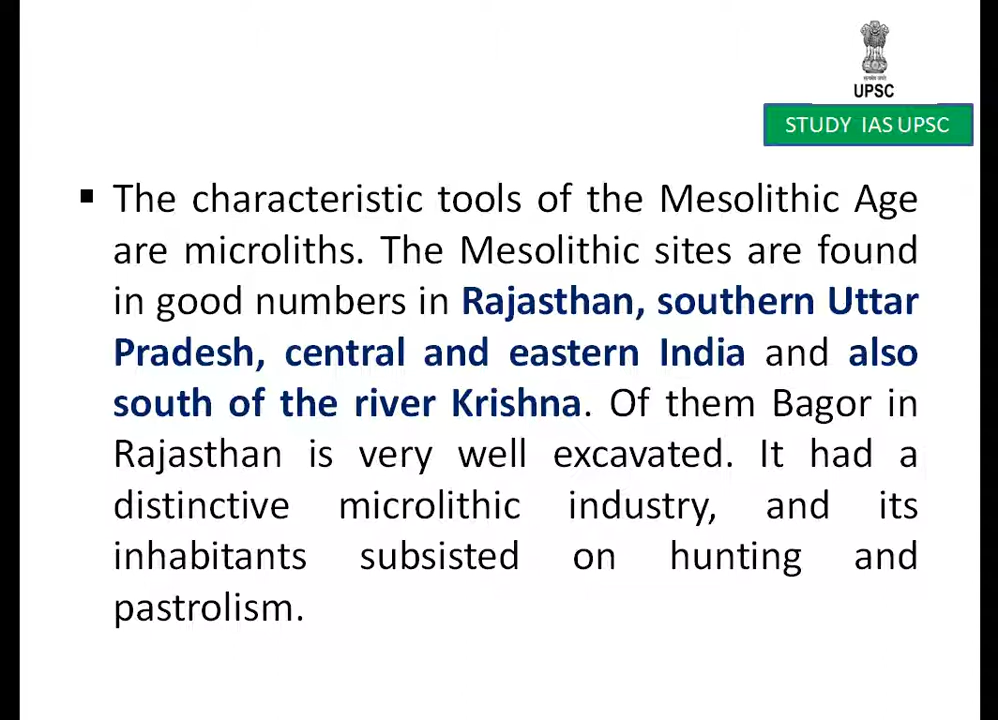 UPSC
STUDY IAS UPSC
▪ The characteristic tools of the Mesolithic Age
are microliths. The Mesolithic sites are found
in good numbers in Rajasthan, southern Uttar
Pradesh, central and eastern India and also
south of the river Krishna. Of them Bagor in
Rajasthan is very well excavated. It had a
distinctive microlithic industry, and its
inhabitants subsisted on hunting and
pastrolism.